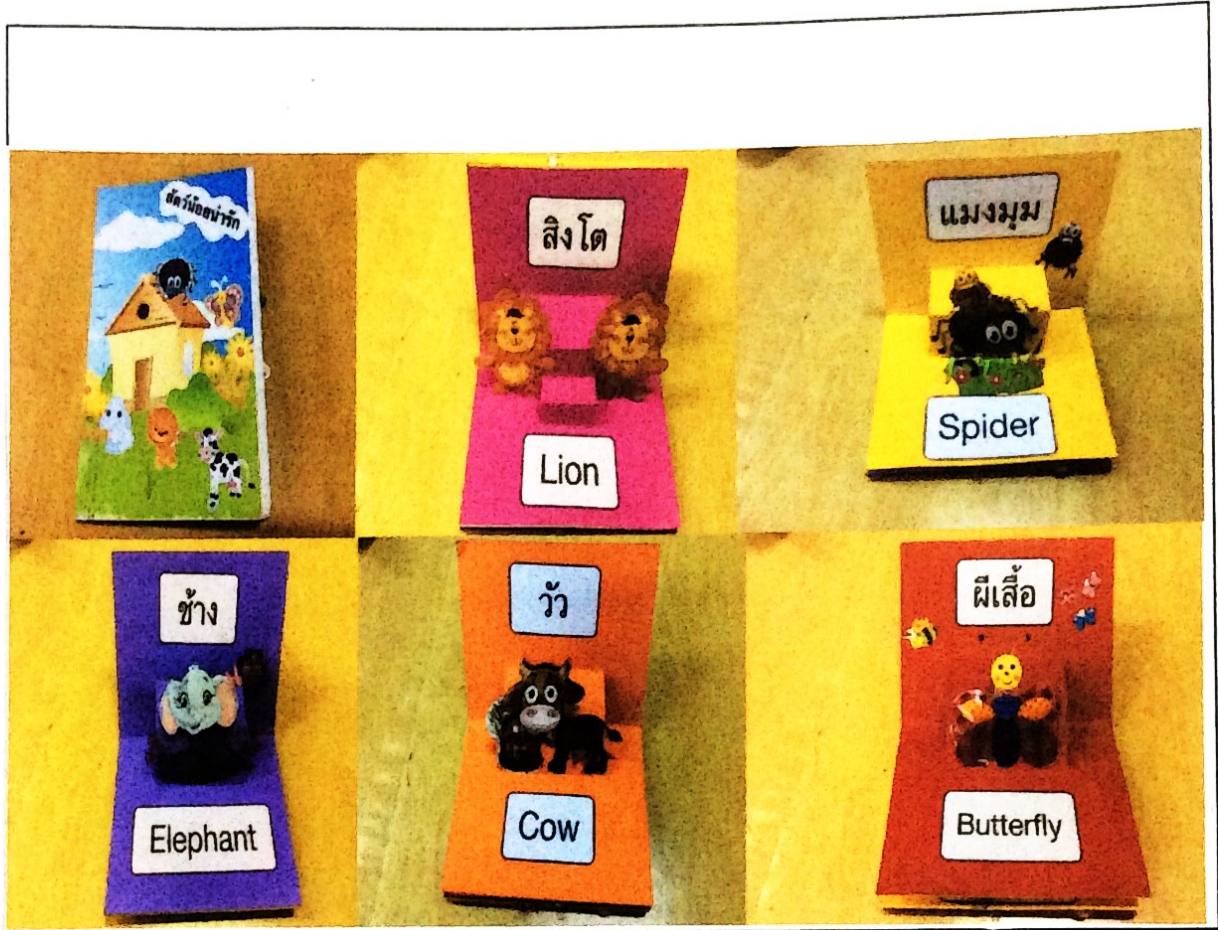 สัตว์น้อยน่ารัก
สิงโต
Lion
แมงมุม
Spider
ช้าง
Elephant
วัว
Cow
ผีเสื้อ
Butterfly